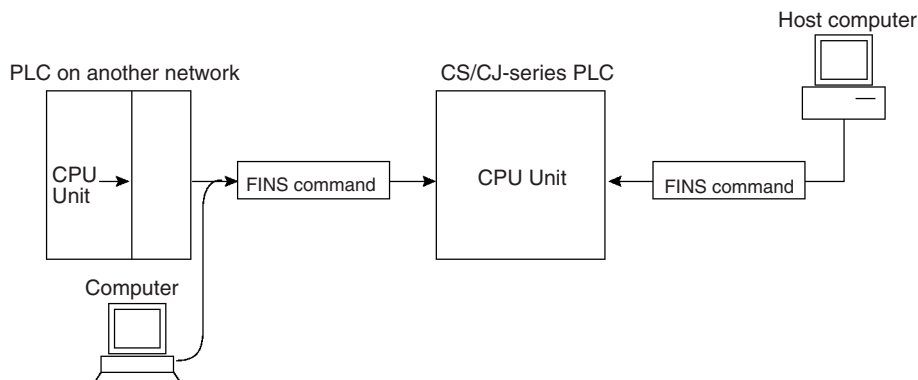 Host computer
PLC on another network
CS/CJ-series PLC
CPU
Unit
FINS command
CPU Unit
FINS command
Computer